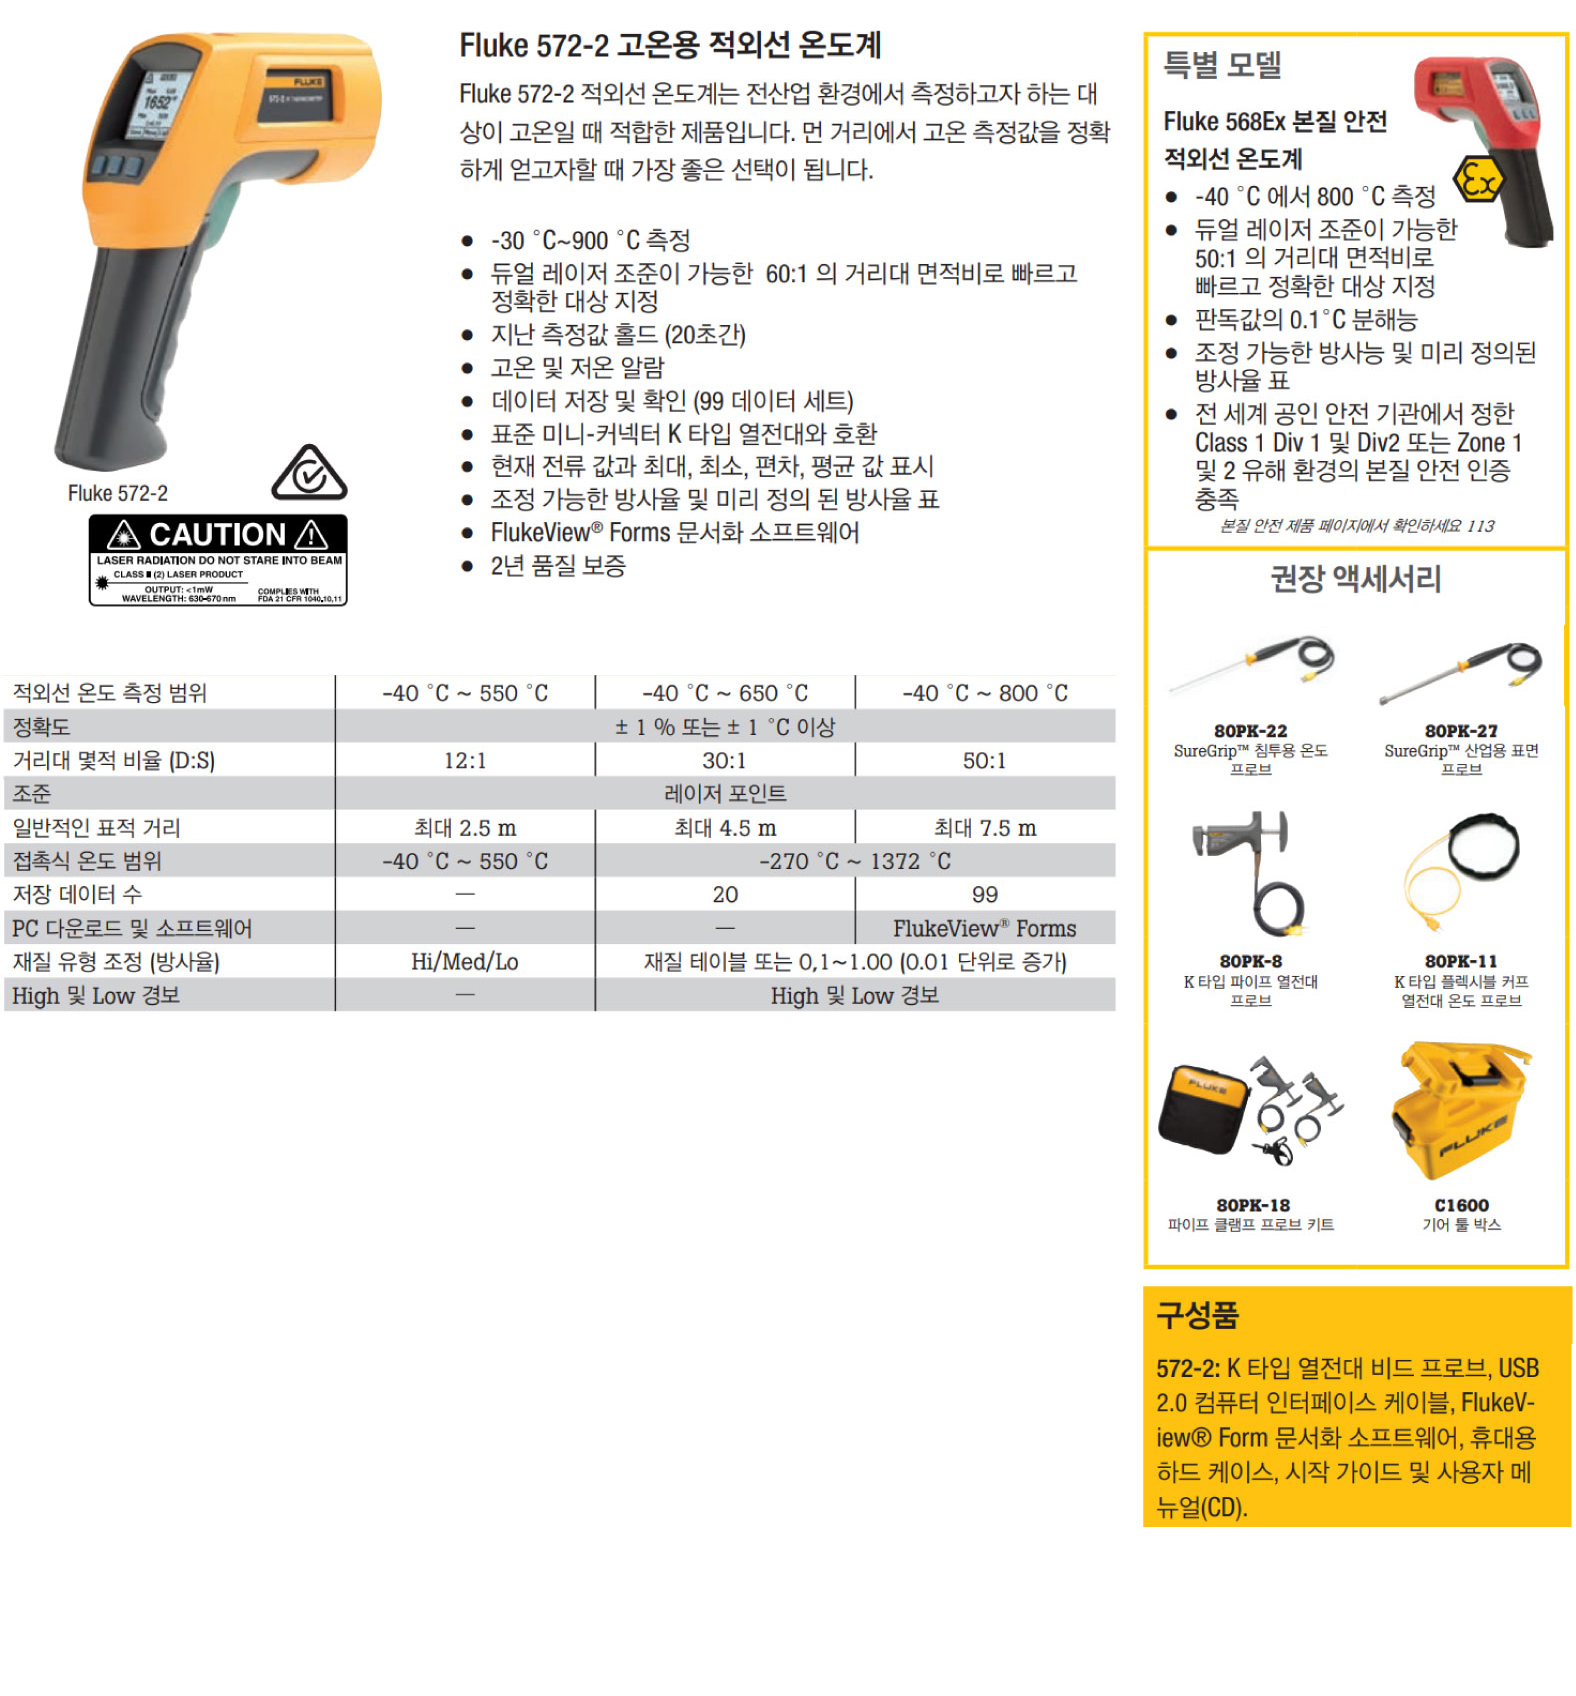 Fluke 572-2 고온용 적외선 온도계
Fluke 572-2 적외선 온도계는 전산업 환경에서 측정하고자 하는 대
상이 고온일 때 적합한 제품입니다. 먼 거리에서 고온 측정값을 정확
하게 얻고자할 때 가장 좋은 선택이 됩니다.
● -30 ˚C~900 ˚C 측정
● 듀얼 레이저 조준이 가능한 60:1 의 거리대 면적비로 빠르고
정확한 대상 지정
● 지난 측정값 홀드 (20초간)
● 고온 및 저온 알람
● 데이터 저장 및 확인 (99 데이터 세트)
● 표준 미니-커넥터 K 타입 열전대와 호환
● 현재 전류 값과 최대, 최소, 편차, 평균 값 표시
● 조정 가능한 방사율 및 미리 정의 된 방사율 표
● FlukeView® Forms 문서화 소프트웨어
● 2년 품질 보증
FLUKE
1652
Fluke 572-2
CAUTION
LASER RADIATION DO NOT STARE INTO BEAM
CLASS II (2) LASER PRODUCT
OUTPUT: <1mW
WAVELENGTH: 630-670nm
COMPLIES WITH
FDA 21 CFR 1040.10,11
적외선 온도 측정 범위 -40 ˚C ~ 550 ˚C -40 ˚C ~ 650 ˚C -40 ˚C ~ 800 ˚C
정확도 ± 1 % 또는 ± 1 ˚C 이상
거리대 몇적 비율 (D:S) 12:1 30:1 50:1
조준 레이저 포인트
일반적인 표적 거리 최대 2.5 m 최대 4.5 m 최대 7.5 m
접촉식 온도 범위 -40 ˚C ~ 550 ˚C -270 ˚C ~ 1372 ˚C
저장 데이터 수 — 20 99
PC 다운로드 및 소프트웨어 — — FlukeView® Forms
재질 유형 조정 (방사율) Hi/Med/Lo 재질 테이블 또는 0,1~1.00 (0.01 단위로 증가)
High 및 Low 경보 — High 및 Low 경보
특별 모델
Fluke 568Ex 본질 안전
적외선 온도계
Ex
● -40 ˚C 에서 800 ˚C 측정
● 듀얼 레이저 조준이 가능한
50:1 의 거리대 면적비로
빠르고 정확한 대상 지정
● 판독값의 0.1˚C 분해능
● 조정 가능한 방사능 및 미리 정의된
방사율 표
● 전 세계 공인 안전 기관에서 정한
Class 1 Div 1 및 Div2 또는 Zone 1
및 2 유해 환경의 본질 안전 인증
충족
본질 안전 제품 페이지에서 확인하세요 113
권장 액세서리
80PK-22
SureGrip™ 침투용 온도
프로브
80PK-27
SureGrip™ 산업용 표면
프로브
80PK-8
K 타입 파이프 열전대
프로브
80PK-11
K 타입 플렉시블 커프
열전대 온도 프로브
FLUKE
80PK-18
파이프 클램프 프로브 키트
FLUKE
C1600
기어 툴 박스
구성품
572-2: K 타입 열전대 비드 프로브, USB
2.0 컴퓨터 인터페이스 케이블, FlukeV-
iew® Form 문서화 소프트웨어, 휴대용
하드 케이스, 시작 가이드 및 사용자 메
뉴얼(CD).